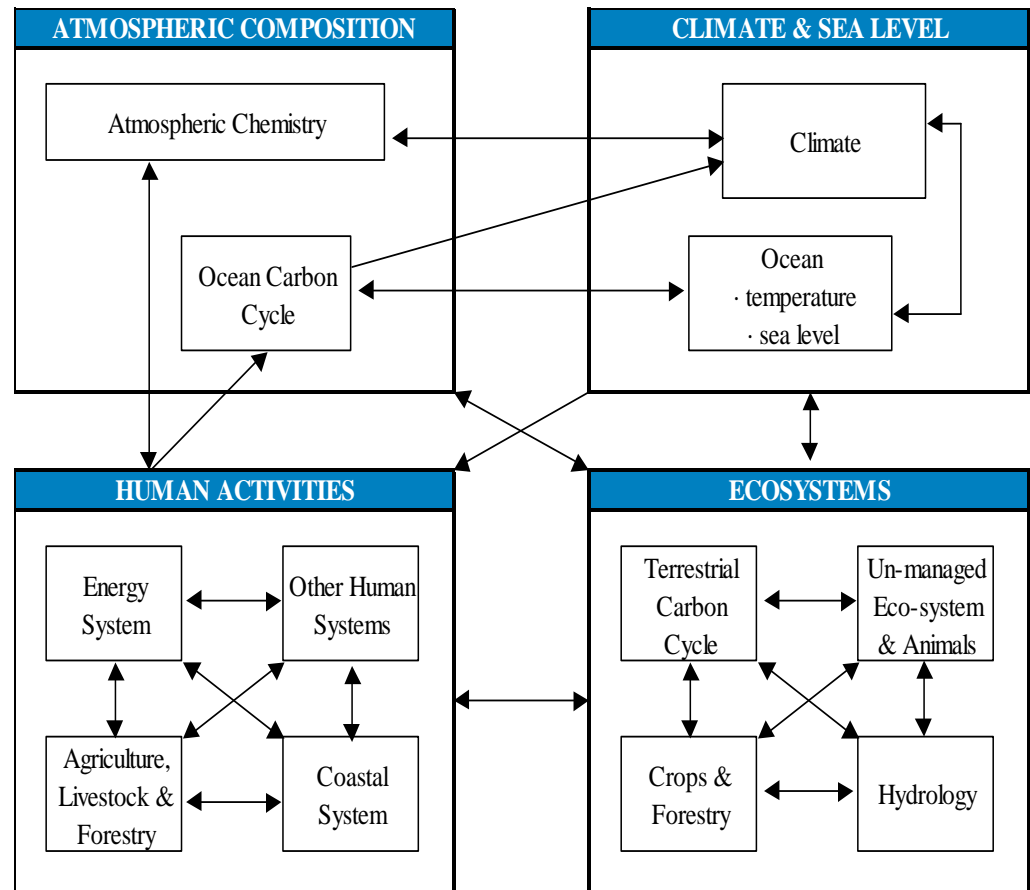 ATMOSPHERIC COMPOSITION
Atmospheric Chemistry
Ocean Carbon
Cycle
CLIMATE & SEA LEVEL
Climate
Ocean
· temperature
· sea level
HUMAN ACTIVITIES
Energy
System
Other Human
Systems
Agriculture,
Livestock &
Forestry
Coastal
System
ECOSYSTEMS
Terrestrial
Carbon
Cycle
Un-managed
Eco-system
& Animals
Crops &
Forestry
Hydrology